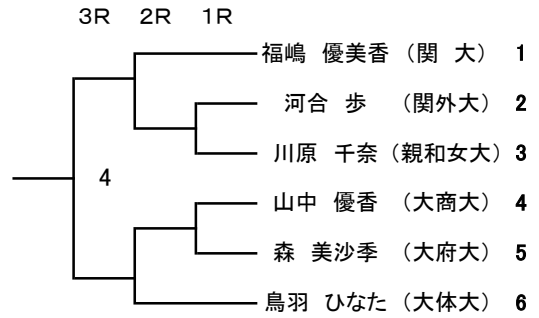 3R 2R 1R
福嶋 優美香 （関 大） 1
河合 歩 （関外大） 2
川原 千奈（親和女大） 3
4
山中 優香 （大商大） 4
森 美沙季 （大府大） 5
鳥羽 ひなた（大体大） 6